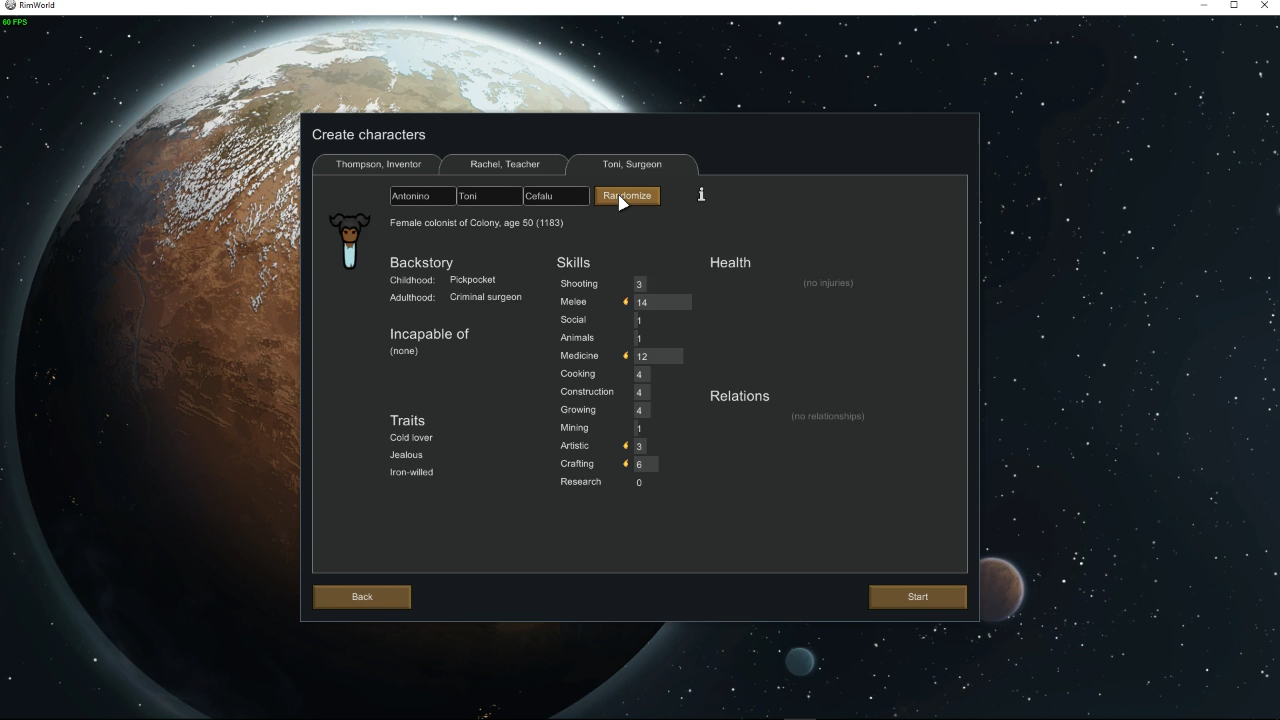 RimWorld
60 FPS
Create characters
Thompson, Inventor Rachel, Teacher Toni, Surgeon
Antonino Toni Cefalu Randomize
Female colonist of Colony, age 50 (1183)
Backstory
Childhood: Pickpocket
Adulthood: Criminal surgeon
Incapable of
(none)
Traits
Cold lover
Jealous
Iron-willed
Skills
Shooting 3
Melee 14
Social 1
Animals 1
Medicine 12
Cooking 4
Construction 4
Growing 4
Mining 1
Artistic 3
Crafting 6
Research 0
Health
(no injuries)
Relations
(no relationships)
Back Start